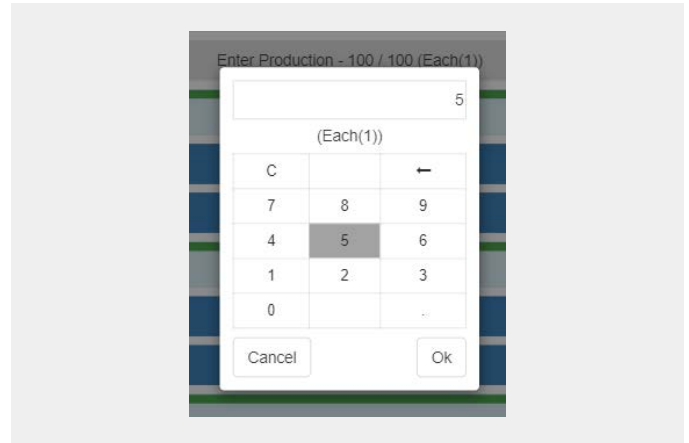 Enter Production - 100 / 100 (Each(1))
5
(Each(1))
C ←
7 8 9
4 5 6
1 2 3
0 .
Cancel Ok